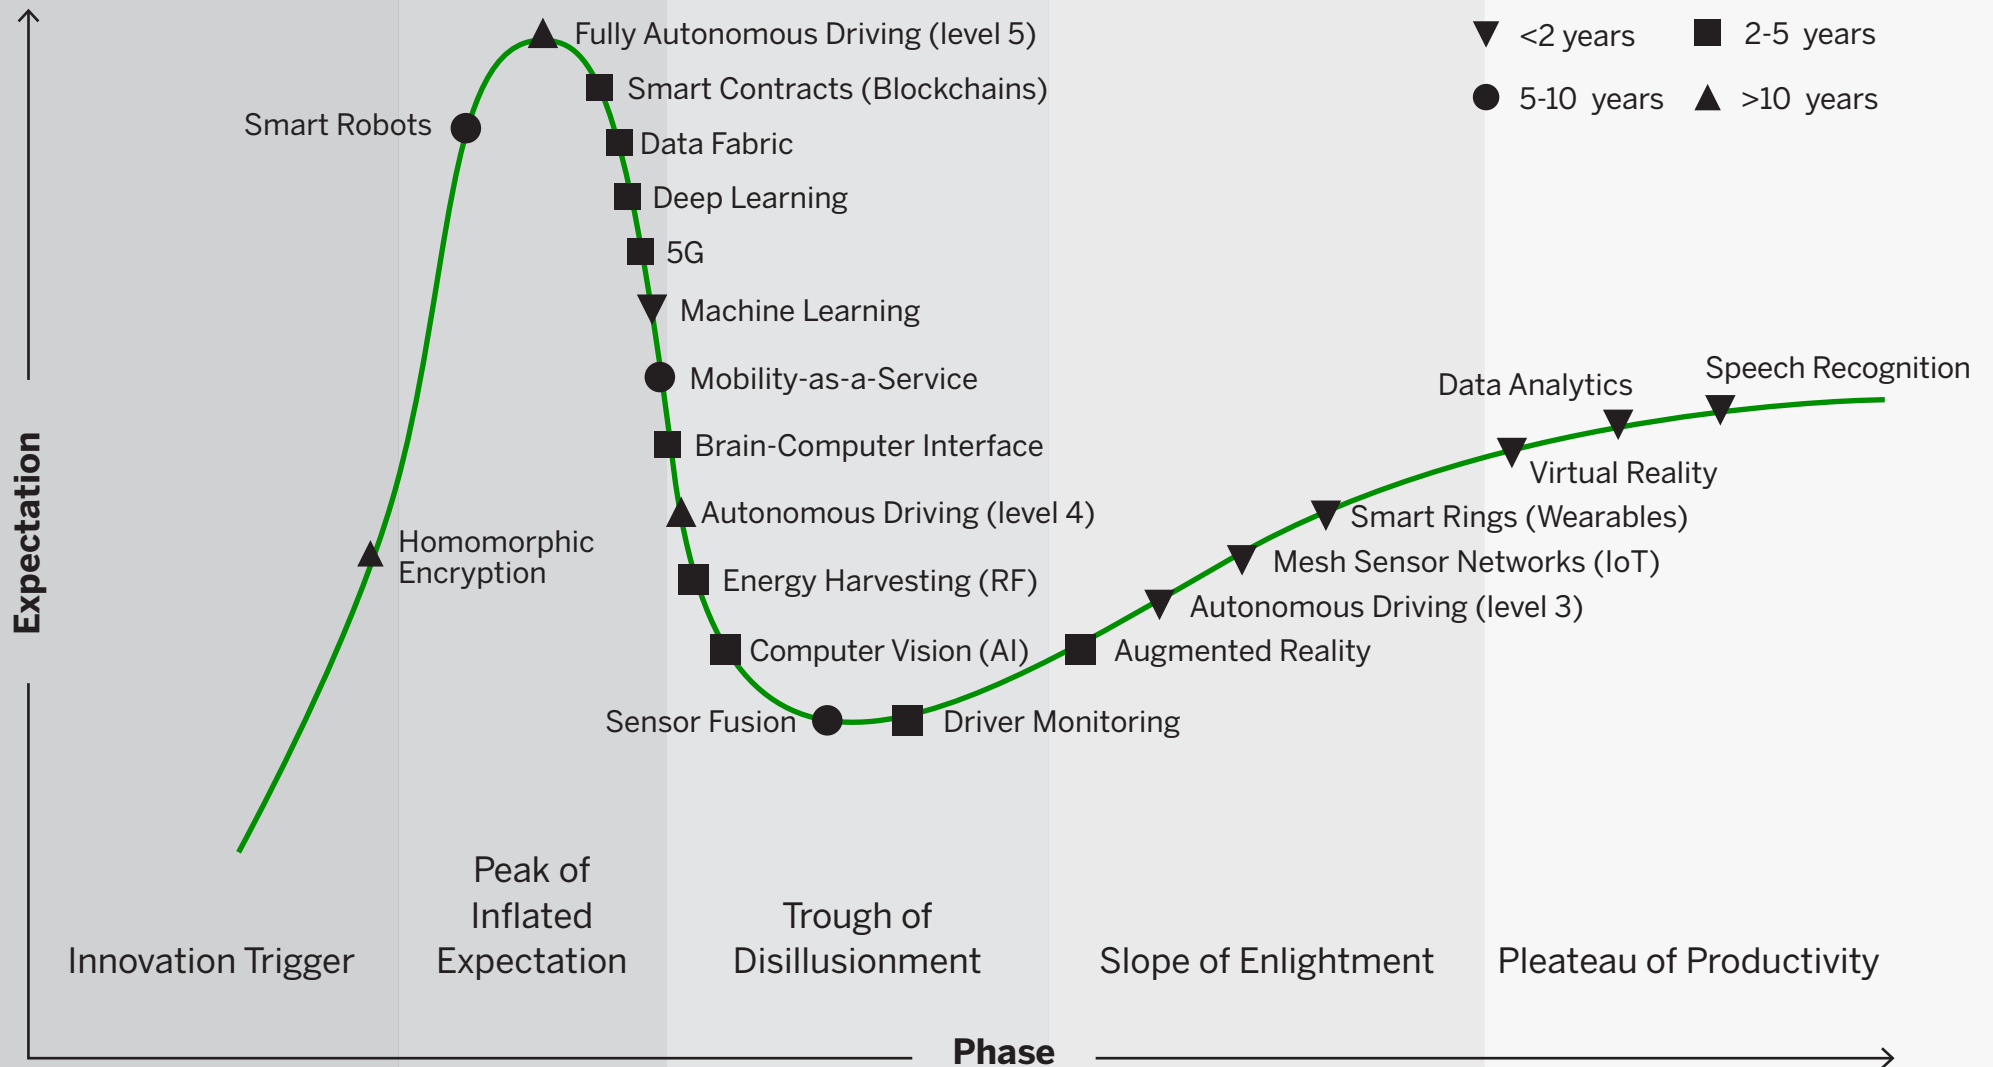 Fully Autonomous Driving (level 5)
<2 years
2-5 years
Smart Contracts (Blockchains)
5-10 years
>10 years
Smart Robots
Data Fabric
Deep Learning
5G
Machine Learning
Mobility-as-a-Service
Speech Recognition
Data Analytics
Brain-Computer Interface
Virtual Reality
Autonomous Driving (level 4)
Smart Rings (Wearables)
Homomorphic
Encryption
Mesh Sensor Networks (IoT)
Energy Harvesting (RF)
Autonomous Driving (level 3)
Computer Vision (AI)
Augmented Reality
Sensor Fusion
Driver Monitoring
Expectation
Innovation Trigger
Peak of
Inflated
Expectation
Trough of
Disillusionment
Slope of Enlightment
Pleateau of Productivity
Phase